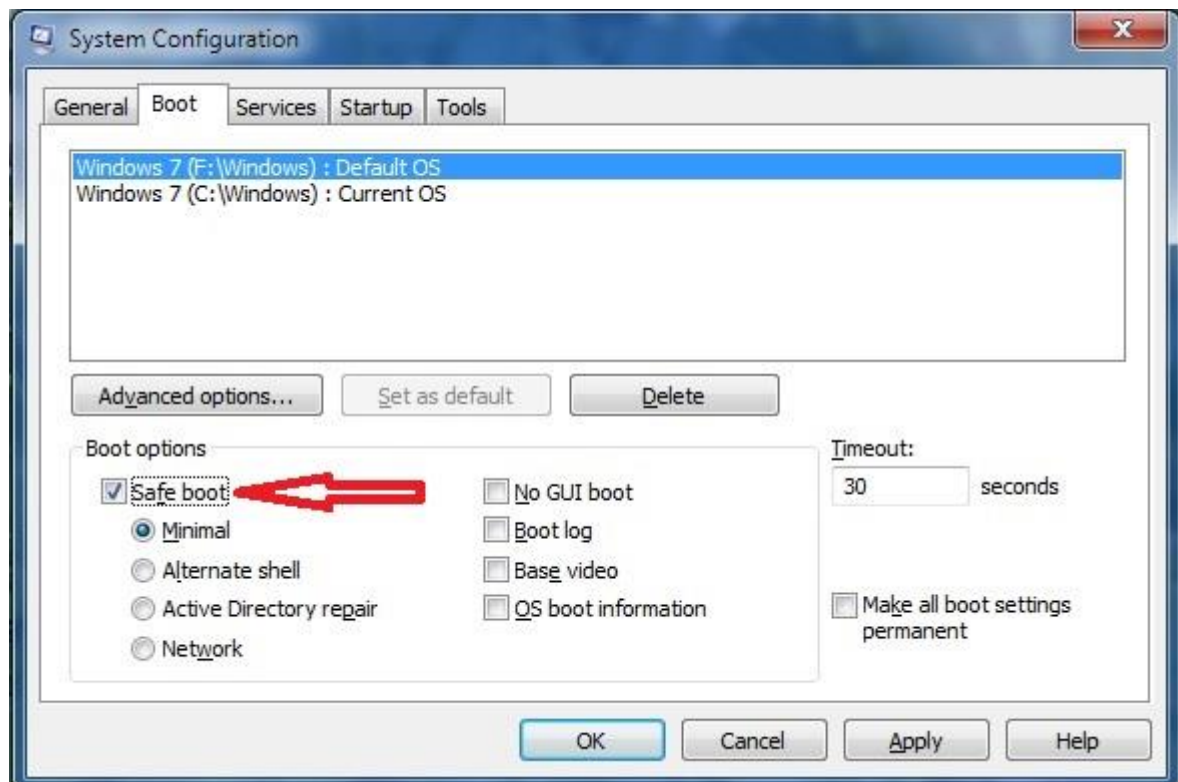 System Configuration
General Boot Services Startup Tools
Windows 7 (F:\Windows) : Default OS
Windows 7 (C:\Windows) : Current OS
Advanced options... Set as default Delete
Boot options
Timeout:
Safe boot
No GUI boot
30 seconds
Minimal
Boot log
Alternate shell
Base video
Active Directory repair
OS boot information
Make all boot settings
permanent
Network
OK Cancel Apply Help